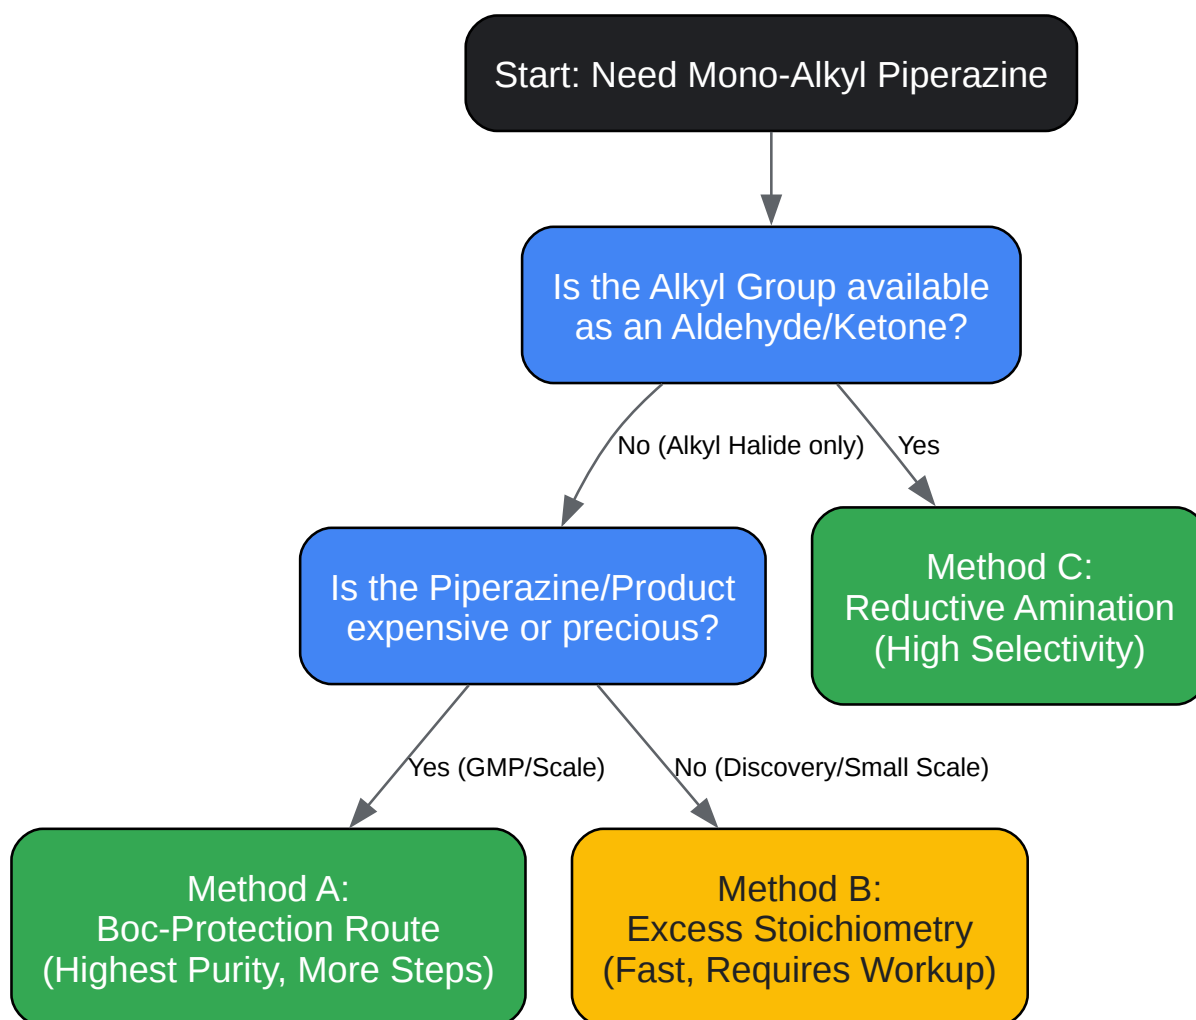 Start: Need Mono-Alkyl Piperazine
Is the Alkyl Group available
as an Aldehyde/Ketone?
No (Alkyl Halide only)
Yes
Is the Piperazine/Product
expensive or precious?
Method C:
Reductive Amination
(High Selectivity)
Yes (GMP/Scale)
No (Discovery/Small Scale)
Method A:
Boc-Protection Route
(Highest Purity, More Steps)
Method B:
Excess Stoichiometry
(Fast, Requires Workup)